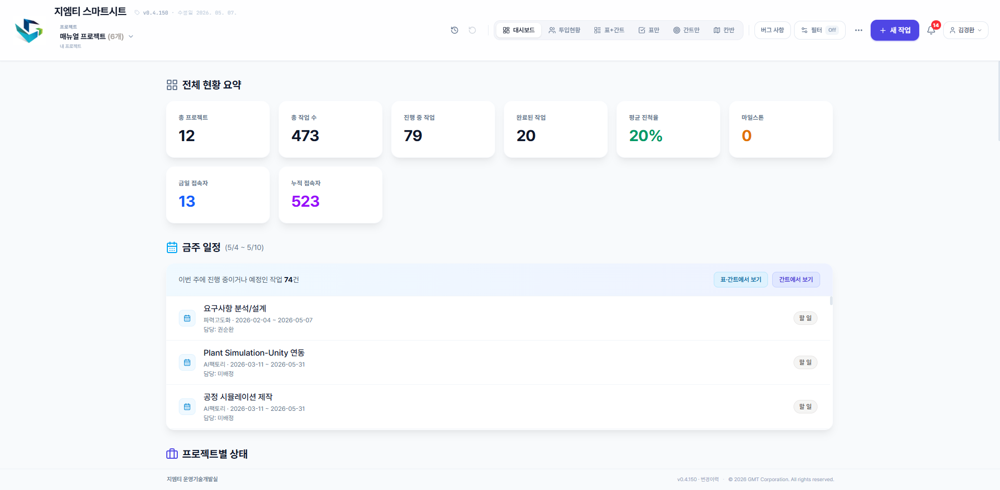 지엠티 스마트시트 v0.4.150 · 수정일 2026. 05. 07.
프로젝트
매뉴얼 프로젝트 (6개)
내 프로젝트
대시보드 투입현황 표+간트 표만 간트만 칸반 버그 사항 필터 Off ••• + 새 작업 14 김경환
전체 현황 요약
총 프로젝트
12
총 작업 수
473
진행 중 작업
79
완료된 작업
20
평균 진척율
20%
마일스톤
0
금일 접속자
13
누적 접속자
523
금주 일정 (5/4 ~ 5/10)
이번 주에 진행 중이거나 예정인 작업 74건 표·간트에서 보기 간트에서 보기
요구사항 분석/설계
파력고도화 · 2026-02-04 ~ 2026-05-07
담당: 권순환
할 일
Plant Simulation-Unity 연동
AI팩토리 · 2026-03-11 ~ 2026-05-31
담당: 미배정
할 일
공정 시뮬레이션 제작
AI팩토리 · 2026-03-11 ~ 2026-05-31
담당: 미배정
할 일
프로젝트별 상태
지엠티 운영기술개발실 v0.4.150 · 변경이력 · © 2026 GMT Corporation. All rights reserved.